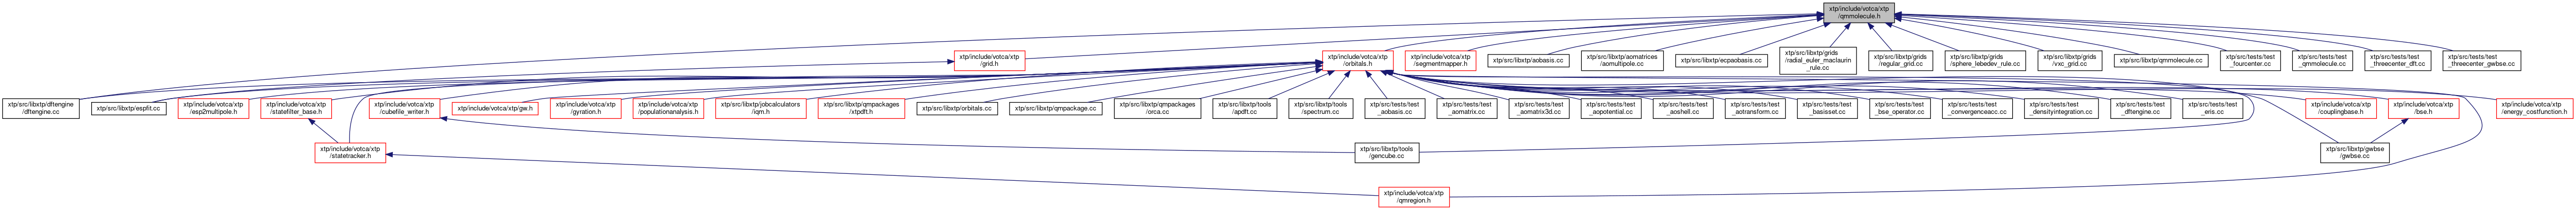 xtp/include/votca/xtp
/qmmolecule.h
xtp/include/votca/xtp
/grid.h
xtp/include/votca/xtp
/orbitals.h
xtp/include/votca/xtp
/segmentmapper.h
xtp/src/libxtp/aobasis.cc
xtp/src/libxtp/aomatrices
/aomultipole.cc
xtp/src/libxtp/ecpaobasis.cc
xtp/src/libxtp/grids
/radial_euler_maclaurin
_rule.cc
xtp/src/libxtp/grids
/regular_grid.cc
xtp/src/libxtp/grids
/sphere_lebedev_rule.cc
xtp/src/libxtp/grids
/vxc_grid.cc
xtp/src/libxtp/qmmolecule.cc
xtp/src/tests/test
_fourcenter.cc
xtp/src/tests/test
_qmmolecule.cc
xtp/src/tests/test
_threecenter_dft.cc
xtp/src/tests/test
_threecenter_gwbse.cc
xtp/src/libxtp/dftengine
/dftengine.cc
xtp/src/libxtp/espfit.cc
xtp/include/votca/xtp
/esp2multipole.h
xtp/include/votca/xtp
/statefilter_base.h
xtp/include/votca/xtp
/cubefile_writer.h
xtp/include/votca/xtp/gw.h
xtp/include/votca/xtp
/gyration.h
xtp/include/votca/xtp
/populationanalysis.h
xtp/src/libxtp/jobcalculators
/iqm.h
xtp/src/libxtp/qmpackages
/xtpdft.h
xtp/src/libxtp/orbitals.cc
xtp/src/libxtp/qmpackage.cc
xtp/src/libxtp/qmpackages
/orca.cc
xtp/src/libxtp/tools
/apdft.cc
xtp/src/libxtp/tools
/spectrum.cc
xtp/src/tests/test
_aobasis.cc
xtp/src/tests/test
_aomatrix.cc
xtp/src/tests/test
_aomatrix3d.cc
xtp/src/tests/test
_aopotential.cc
xtp/src/tests/test
_aoshell.cc
xtp/src/tests/test
_aotransform.cc
xtp/src/tests/test
_basisset.cc
xtp/src/tests/test
_bse_operator.cc
xtp/src/tests/test
_convergenceacc.cc
xtp/src/tests/test
_densityintegration.cc
xtp/src/tests/test
_dftengine.cc
xtp/src/tests/test
_eris.cc
xtp/include/votca/xtp
/couplingbase.h
xtp/include/votca/xtp
/bse.h
xtp/include/votca/xtp
/energy_costfunction.h
xtp/include/votca/xtp
/statetracker.h
xtp/src/libxtp/tools
/gencube.cc
xtp/src/libxtp/gwbse
/gwbse.cc
xtp/include/votca/xtp
/qmregion.h